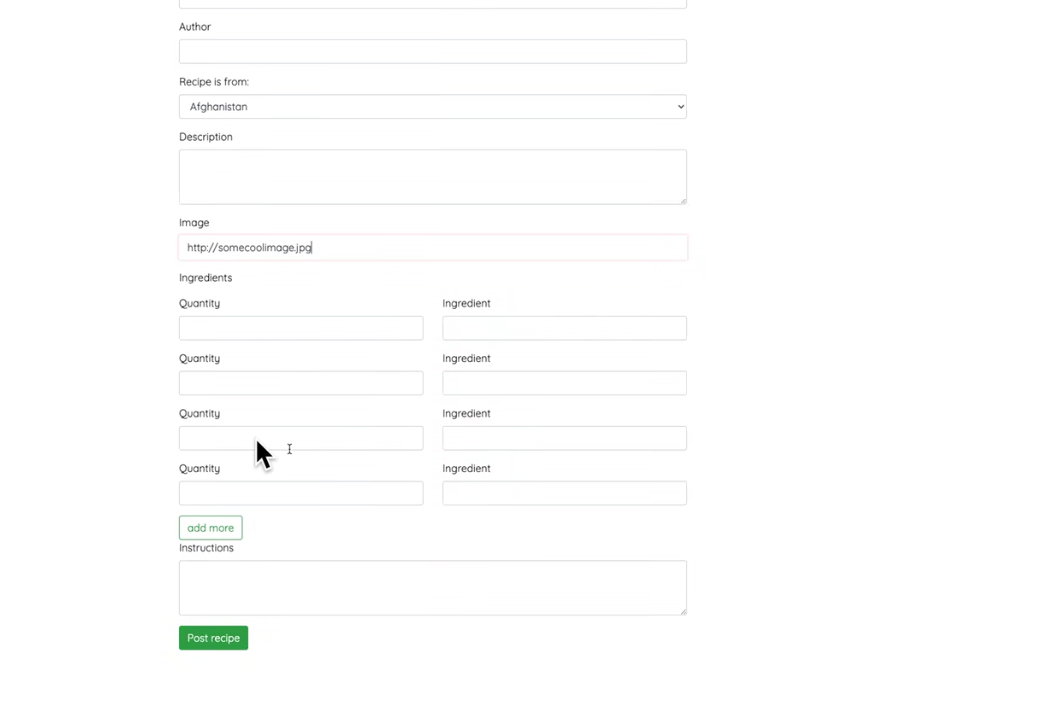 Author
Recipe is from:
Afghanistan
Description
Image
http://somecoolimage.jpg
Ingredients
Quantity Ingredient
Quantity Ingredient
Quantity Ingredient
Quantity Ingredient
add more
Instructions
Post recipe